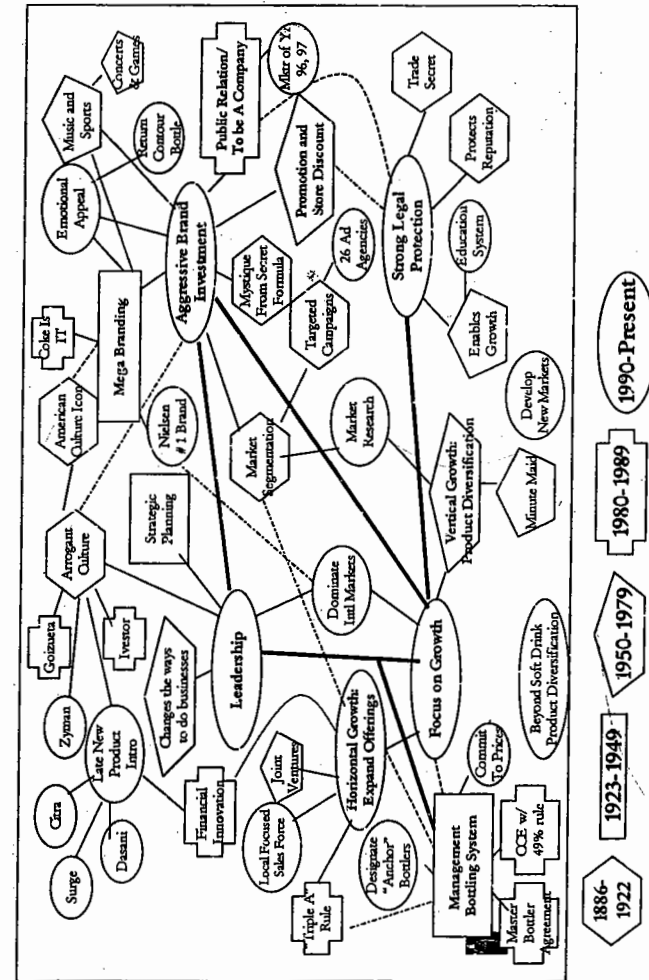 Surge
Citra
Dasani
Late New
Product
Intro
Zyman
Goizueta
Ivestor
Arrogant
Culture
American
Culture Icon
Coke Is
IT
Mega Branding
Emotional
Appeal
Music and
Sports
Concerts
& Games
Return
Contour
Bottle
Financial
Innovation
Changes the ways
to do businesses
Strategic
Planning
Nielsen
#1 Brand
Aggressive Brand
Investment
Public Relation/
To be A Company
Mktr of Y?
96, 97
Leadership
Local Focused
Sales Force
Joint
Ventures
Dominate
Intl Markets
Market
Segmentation
Mystique
From Secret
Formula
Targeted
Campaigns
26 Ad
Agencies
Promotion and
Store Discount
Triple A
Rule
Horizontal Growth:
Expand Offerings
Market
Research
Designate
"Anchor"
Bottlers
Focus on Growth
Vertical Growth:
Product Diversification
Strong Legal
Protection
Trade
Secret
Protects
Reputation
Education
System
Enables
Growth
Management
Bottling System
Commit
To Prices
Minute Maid
Develop
New Markets
Master
Bottler
Agreement
CCE w/
49% rule
Beyond Soft Drink
Product Diversification
1886-
1922
1923-1949
1950-1979
1980-1989
1990-Present